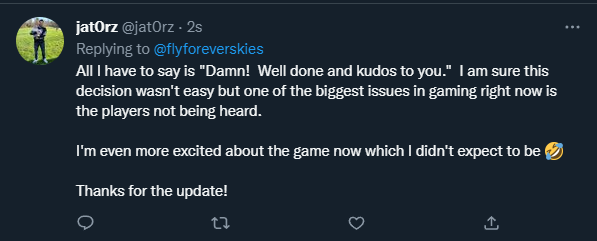 jat0rz @jat0rz · 2s
Replying to @flyforeverskies
All I have to say is "Damn!  Well done and kudos to you."  I am sure this
decision wasn't easy but one of the biggest issues in gaming right now is
the players not being heard.
I'm even more excited about the game now which I didn't expect to be 🤣
Thanks for the update!